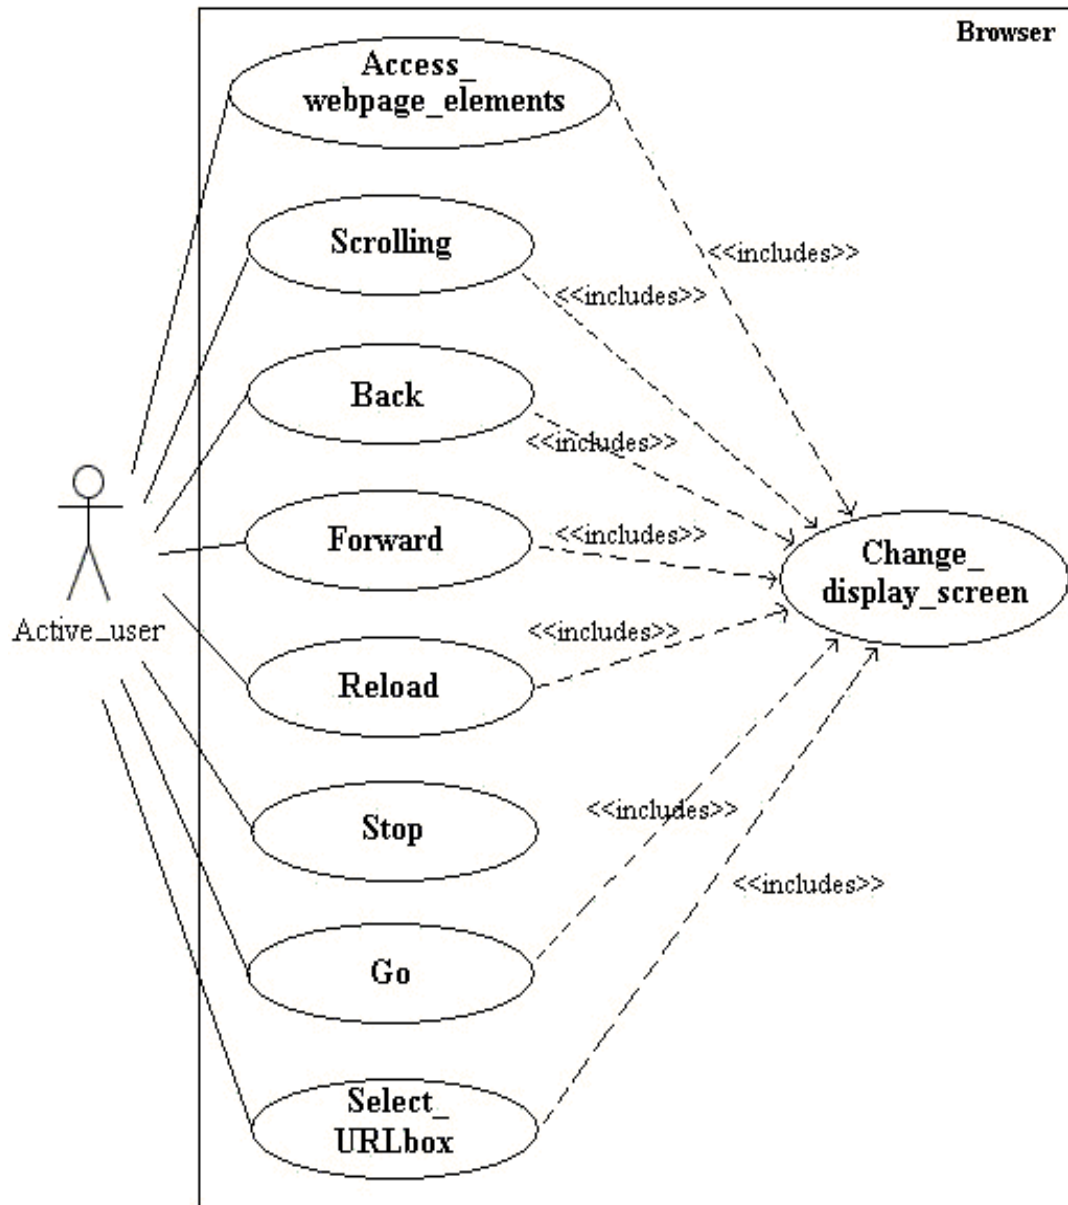 Browser
Access_
webpage_elements
Scrolling
<<includes>>
<<includes>>
Back
<<includes>>
Forward
<<includes>>
Change_
display_screen
Active_user
<<includes>>
Reload
Stop
<<includes>>
<<includes>>
Go
Select_
URLbox